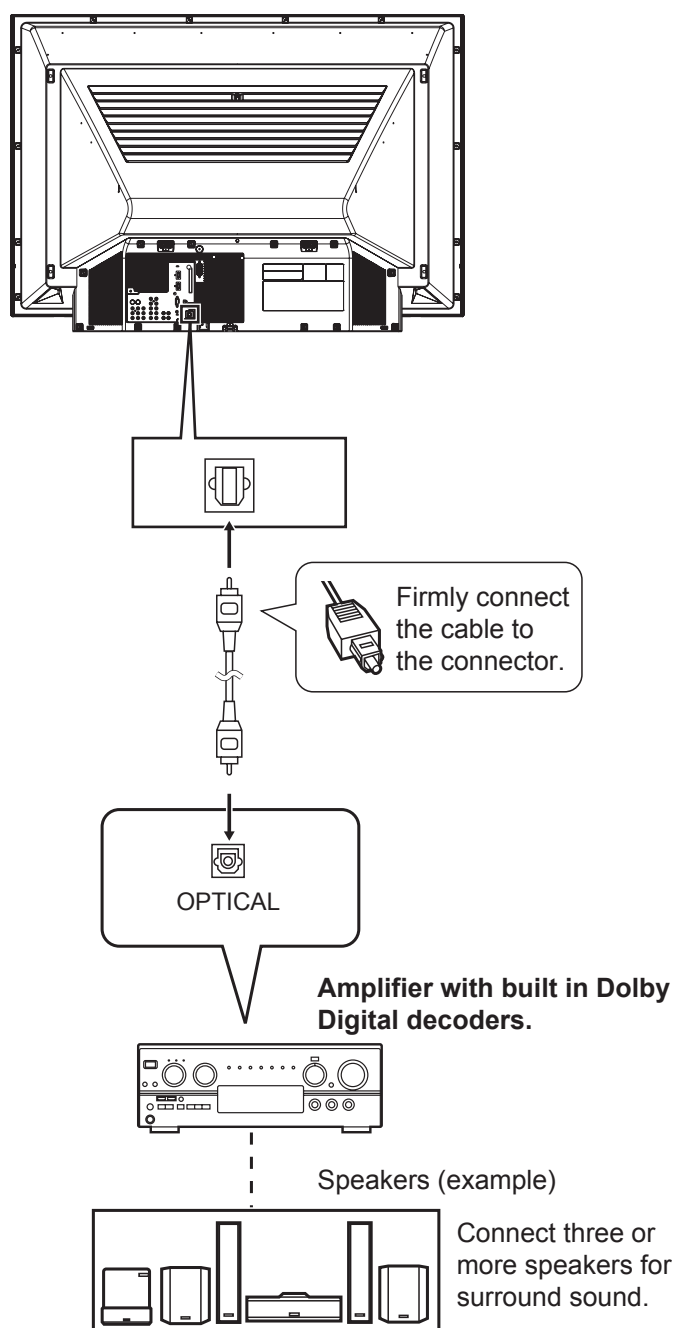 Firmly connect
the cable to
the connector.
OPTICAL
Amplifier with built in Dolby
Digital decoders.
Speakers (example)
Connect three or
more speakers for
surround sound.